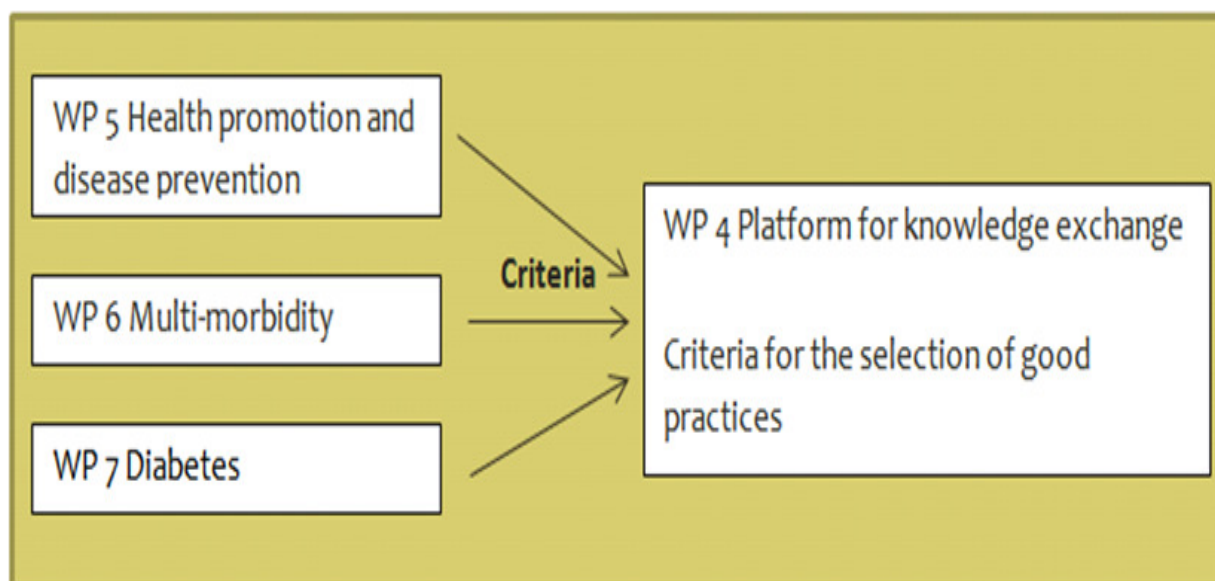 WP 5 Health promotion and
disease prevention
WP 6 Multi-morbidity
WP 7 Diabetes
Criteria
WP 4 Platform for knowledge exchange
Criteria for the selection of good
practices